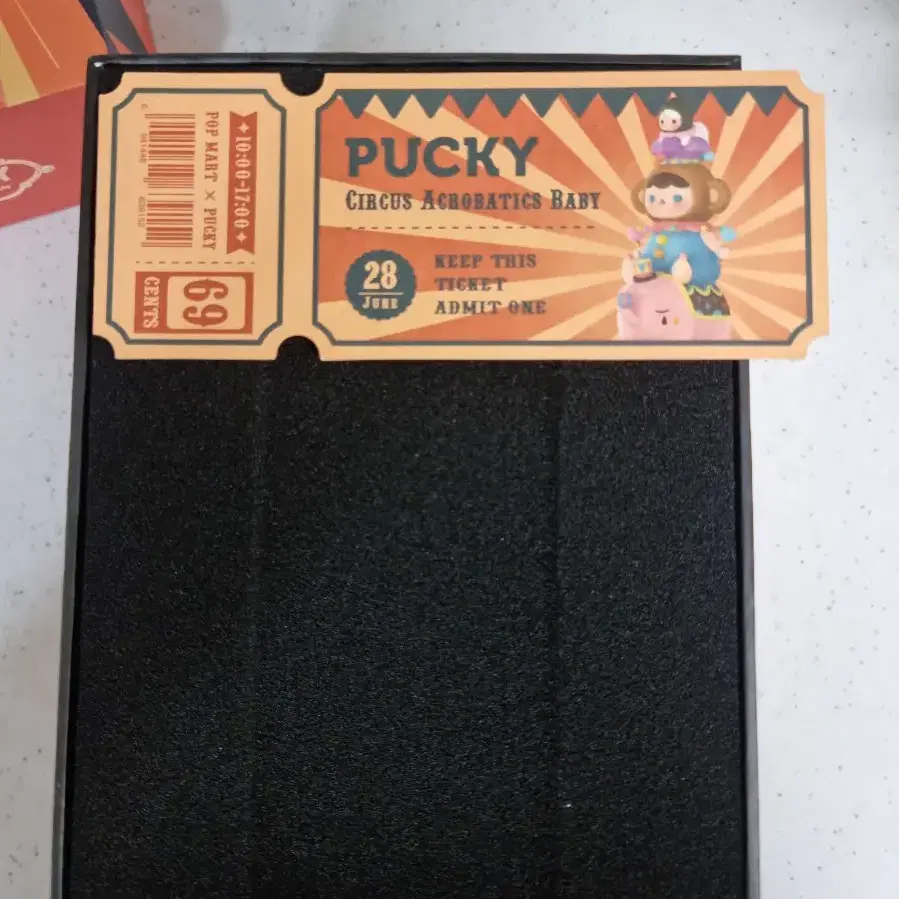 10:00-17:00
POP MART × PUCKY
69
CENTS
PUCKY
CIRCUS ACROBATICS BABY
28
JUNE
KEEP THIS
TICKET
ADMIT ONE